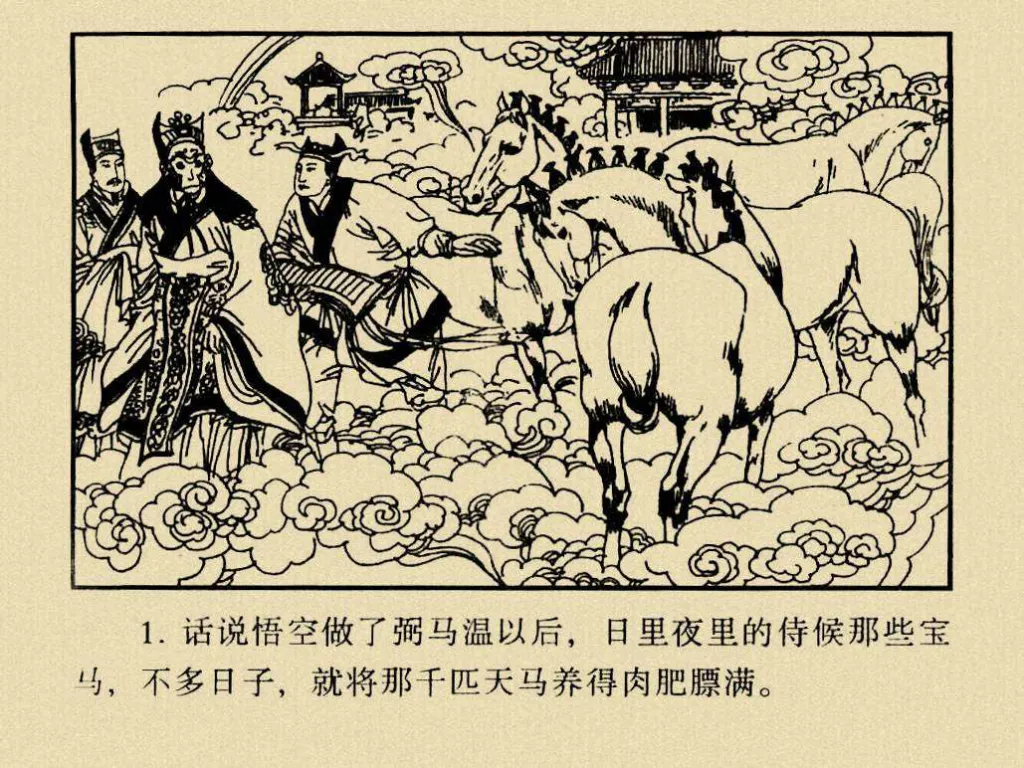 1. 话说悟空做了弼马温以后，日里夜里的侍候那些宝
马，不多日子，就将那千匹天马养得肉肥膘满。